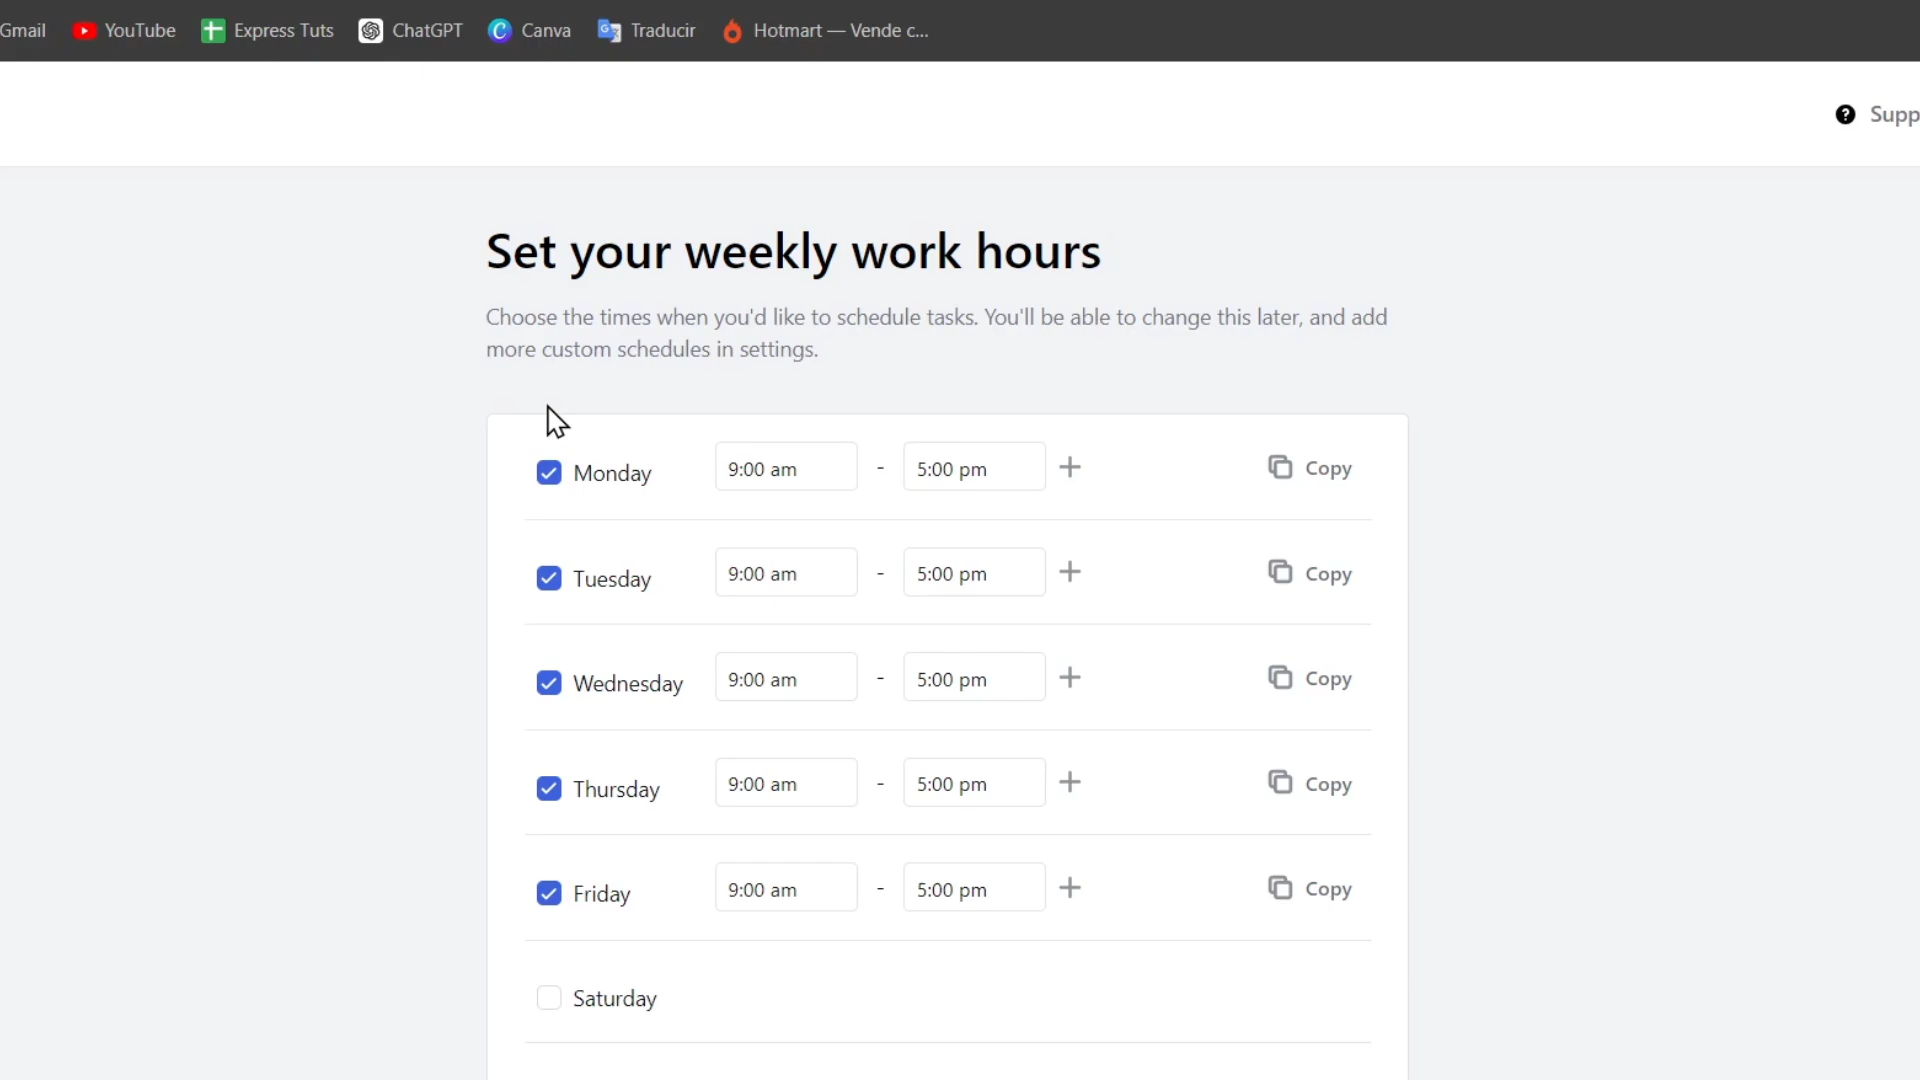 Gmail YouTube Express Tuts ChatGPT Canva Traducir Hotmart — Vende c...
Supp
Set your weekly work hours
Choose the times when you'd like to schedule tasks. You'll be able to change this later, and add
more custom schedules in settings.
Monday 9:00 am - 5:00 pm + Copy
Tuesday 9:00 am - 5:00 pm + Copy
Wednesday 9:00 am - 5:00 pm + Copy
Thursday 9:00 am - 5:00 pm + Copy
Friday 9:00 am - 5:00 pm + Copy
Saturday